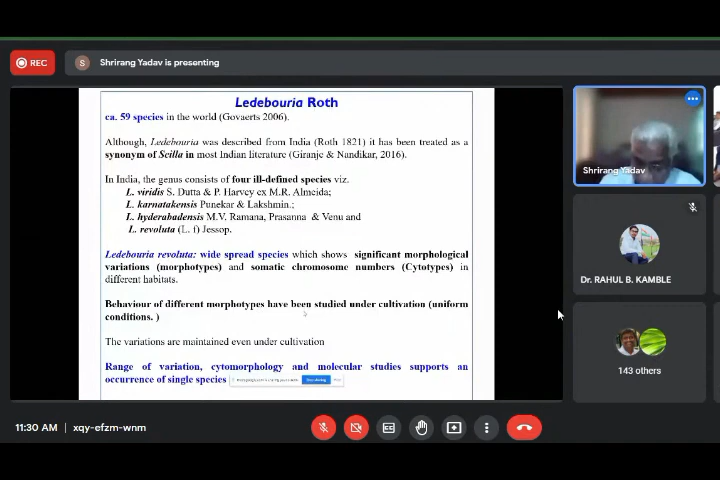 REC
S
Shrirang Yadav is presenting
Ledebouria Roth
ca. 59 species in the world (Govaerts 2006).
Although, Ledebouria was described from India (Roth 1821) it has been treated as a
synonym of Scilla in most Indian literature (Giranje & Nandikar, 2016).
In India, the genus consists of four ill-defined species viz.
L. viridis S. Dutta & P. Harvey ex M.R. Almeida;
L. karnatakensis Punekar & Lakshmin.;
L. hyderabadensis M.V. Ramana, Prasanna & Venu and
L. revoluta (L. f) Jessop.
Ledebouria revoluta: wide spread species which shows significant morphological
variations (morphotypes) and somatic chromosome numbers (Cytotypes) in
different habitats.
Behaviour of different morphotypes have been studied under cultivation (uniform
conditions. )
The variations are maintained even under cultivation
Range of variation, cytomorphology and molecular studies supports an
occurrence of single species
Shrirang Yadav
Dr. RAHUL B. KAMBLE
143 others
11:30 AM | xqy-efzm-wnm